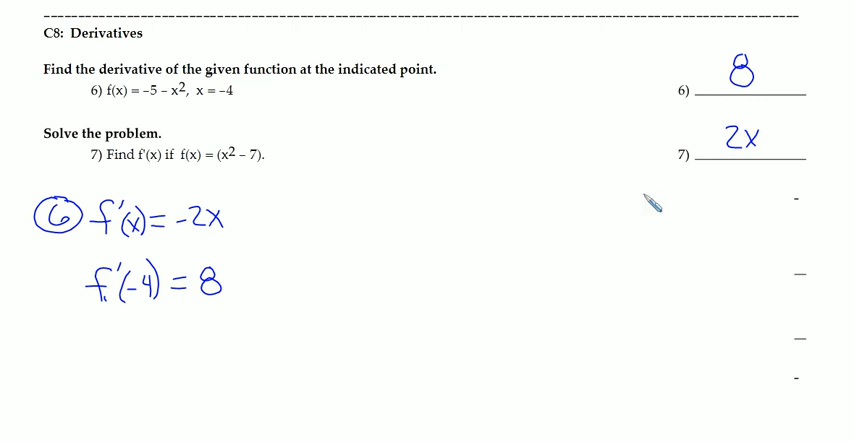 C8: Derivatives
Find the derivative of the given function at the indicated point.
6) f(x) = –5 – x², x = –4
6) 8
Solve the problem.
7) Find f'(x) if f(x) = (x² – 7).
7) 2x
⑥ f'(x) = -2x
f'(-4) = 8